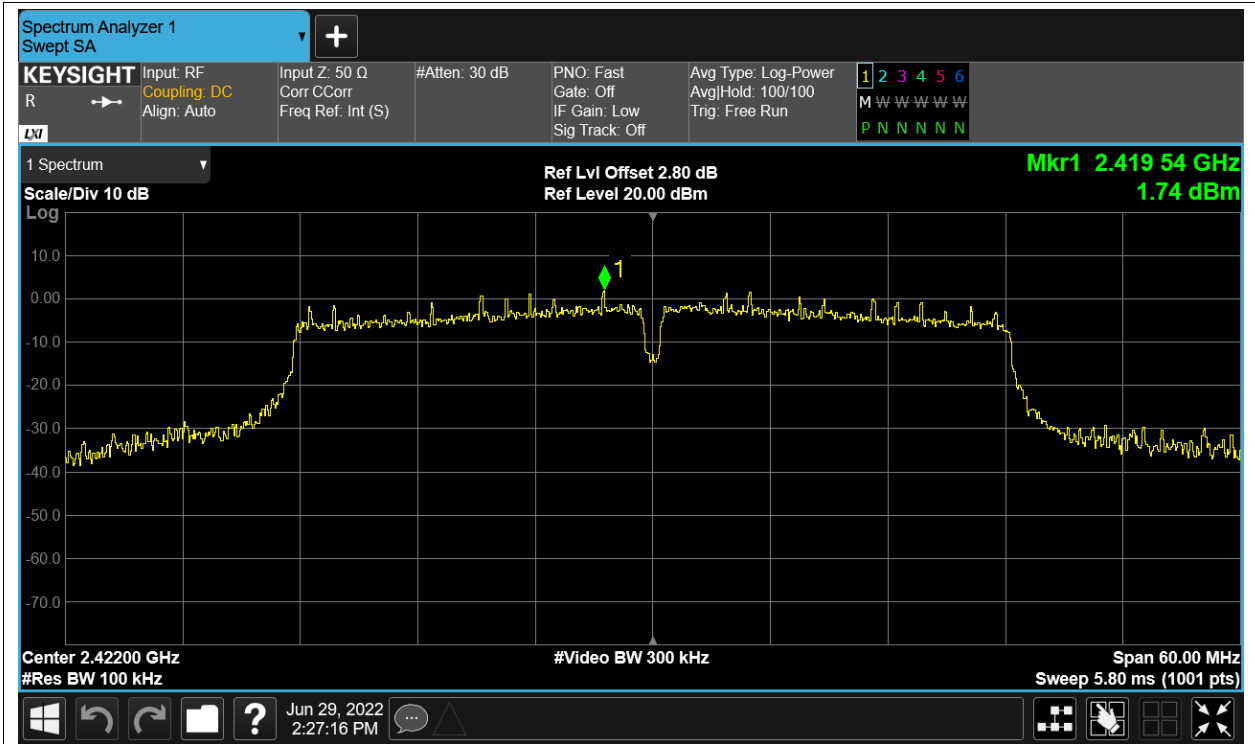 Spectrum Analyzer 1
Swept SA
KEYSIGHT
R
LXI
Input: RF
Coupling: DC
Align: Auto
Input Z: 50 Ω
Corr CCorr
Freq Ref: Int (S)
#Atten: 30 dB
PNO: Fast
Gate: Off
IF Gain: Low
Sig Track: Off
Avg Type: Log-Power
Avg|Hold: 100/100
Trig: Free Run
1 2 3 4 5 6
M W W W W W
P N N N N N
1 Spectrum
Scale/Div 10 dB
Log
Ref Lvl Offset 2.80 dB
Ref Level 20.00 dBm
Mkr1 2.419 54 GHz
1.74 dBm
1
10.0
0.00
-10.0
-20.0
-30.0
-40.0
-50.0
-60.0
-70.0
Center 2.42200 GHz
#Res BW 100 kHz
#Video BW 300 kHz
Span 60.00 MHz
Sweep 5.80 ms (1001 pts)
?
Jun 29, 2022
2:27:16 PM